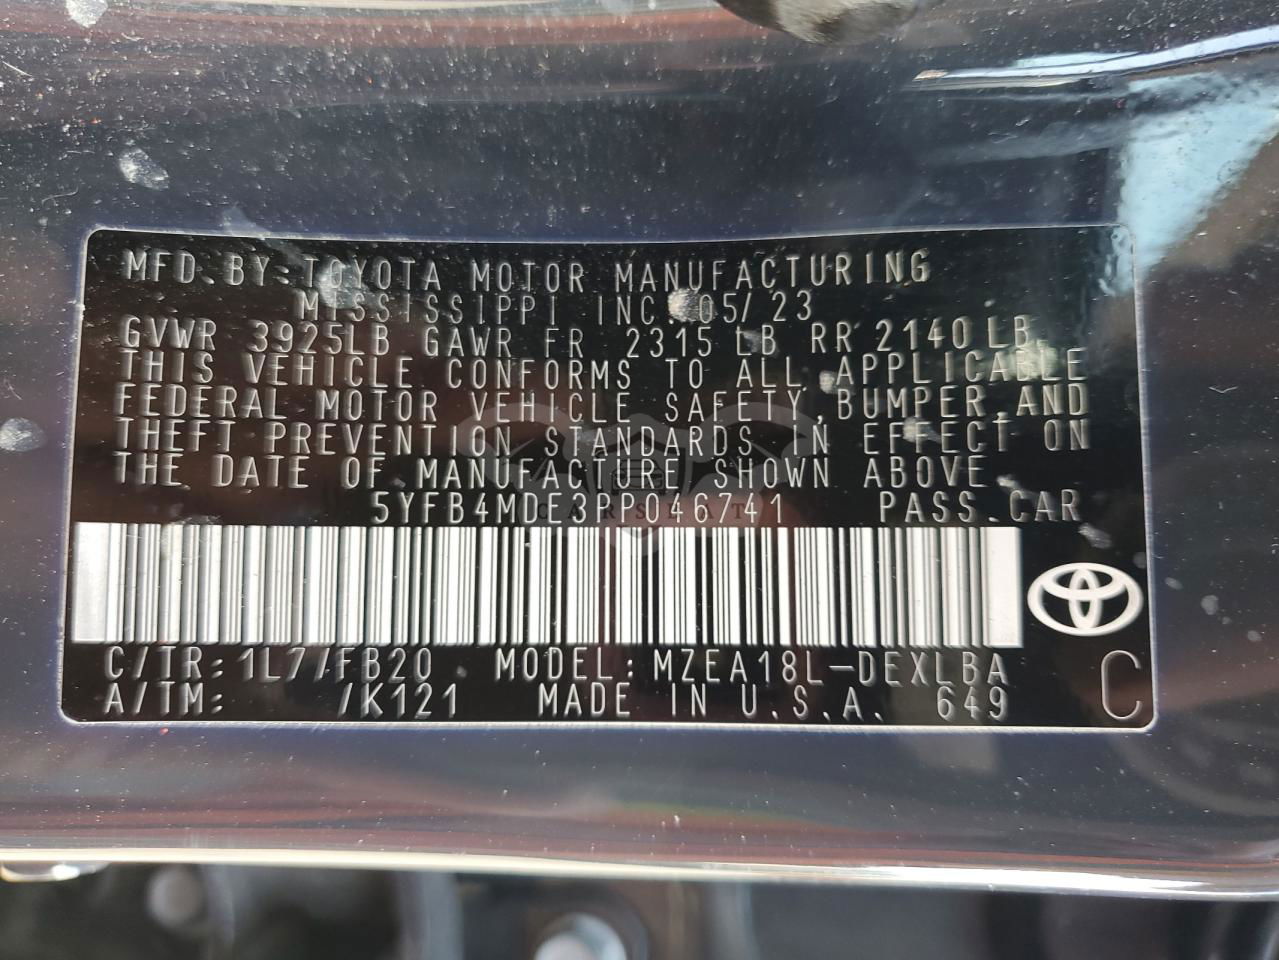 MFD.BY:TOYOTA MOTOR MANUFACTURING
MISSISSIPPI INC. 05/23
GVWR 3925LB GAWR FR 2315 LB RR 2140 LB
THIS VEHICLE CONFORMS TO ALL APPLICABLE
FEDERAL MOTOR VEHICLE SAFETY,BUMPER,AND
THEFT PREVENTION STANDARDS IN EFFECT ON
THE DATE OF MANUFACTURE SHOWN ABOVE.
5YFB4MDE3PP046741 PASS.CAR
CARSFAT
C/TR:1L77FB20 MODEL:MZEA18L-DEXLBA
A/TM: /K121 MADE IN U.S.A. 649 C